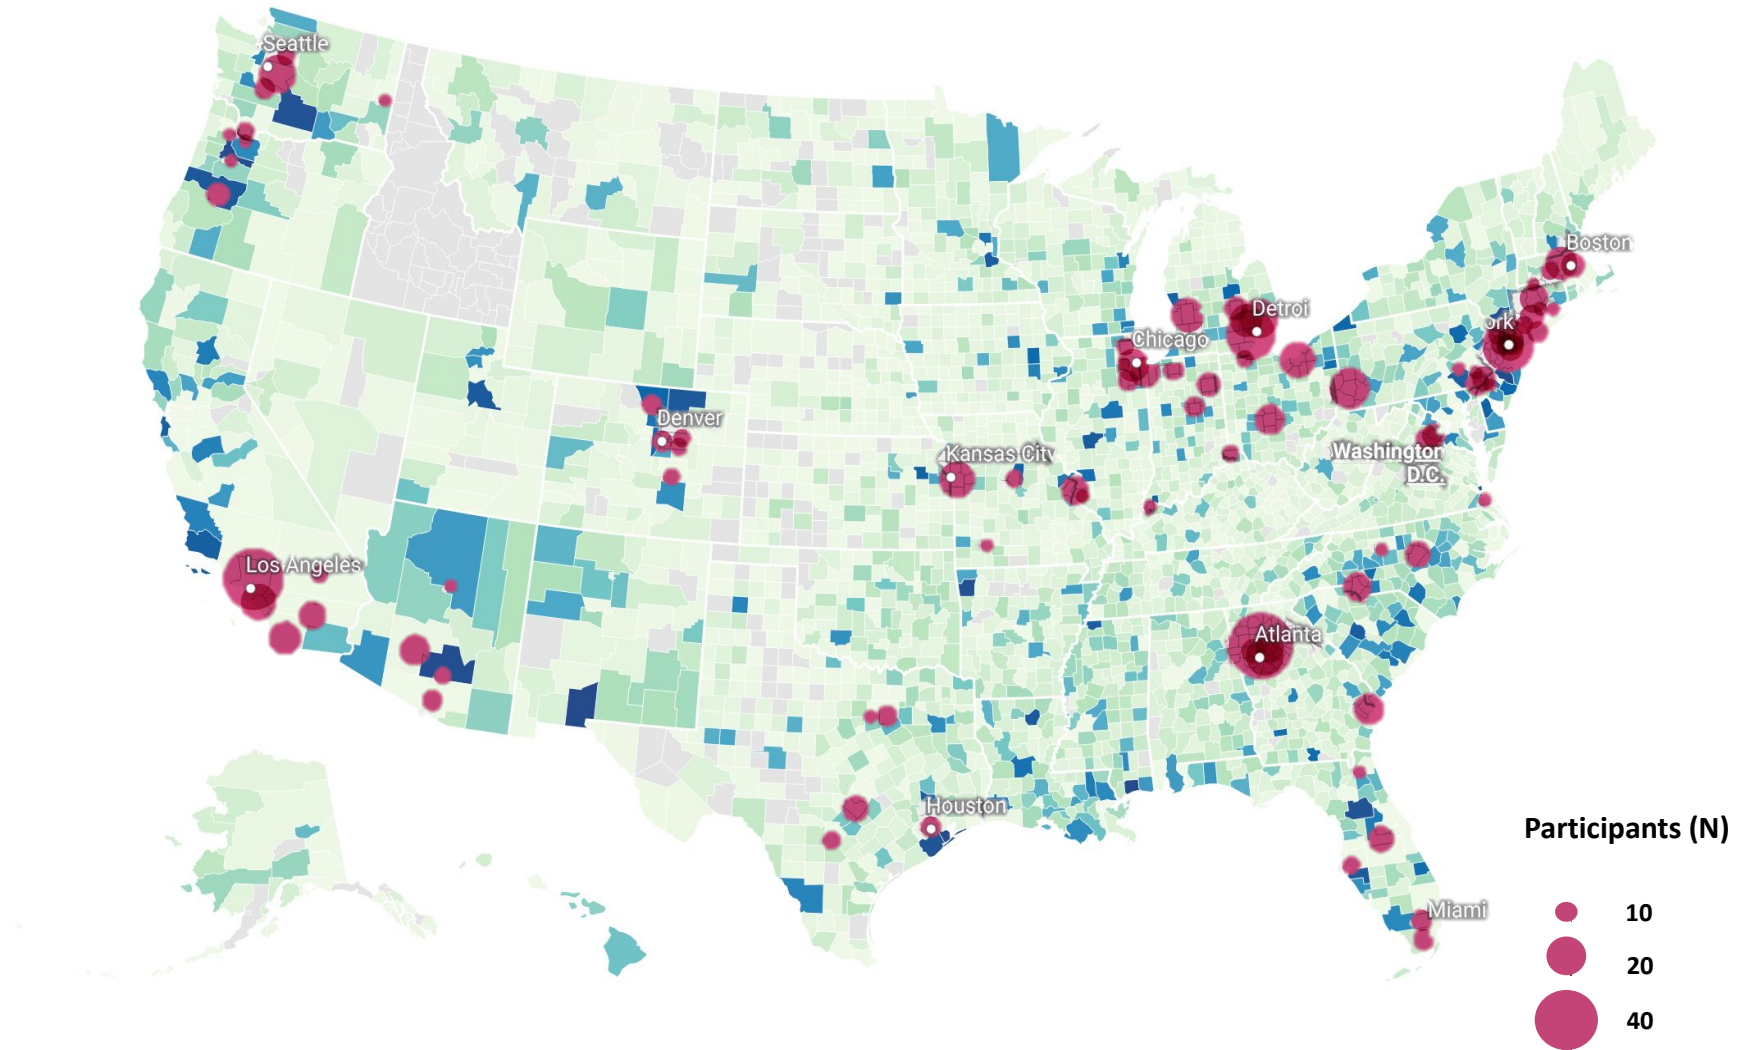 Seattle
Boston
Detroi
ork
Chicago
Denver
Kansas City
Washington
D.C.
Los Angeles
Atlanta
Houston
Participants (N)
Miami
10
20
40